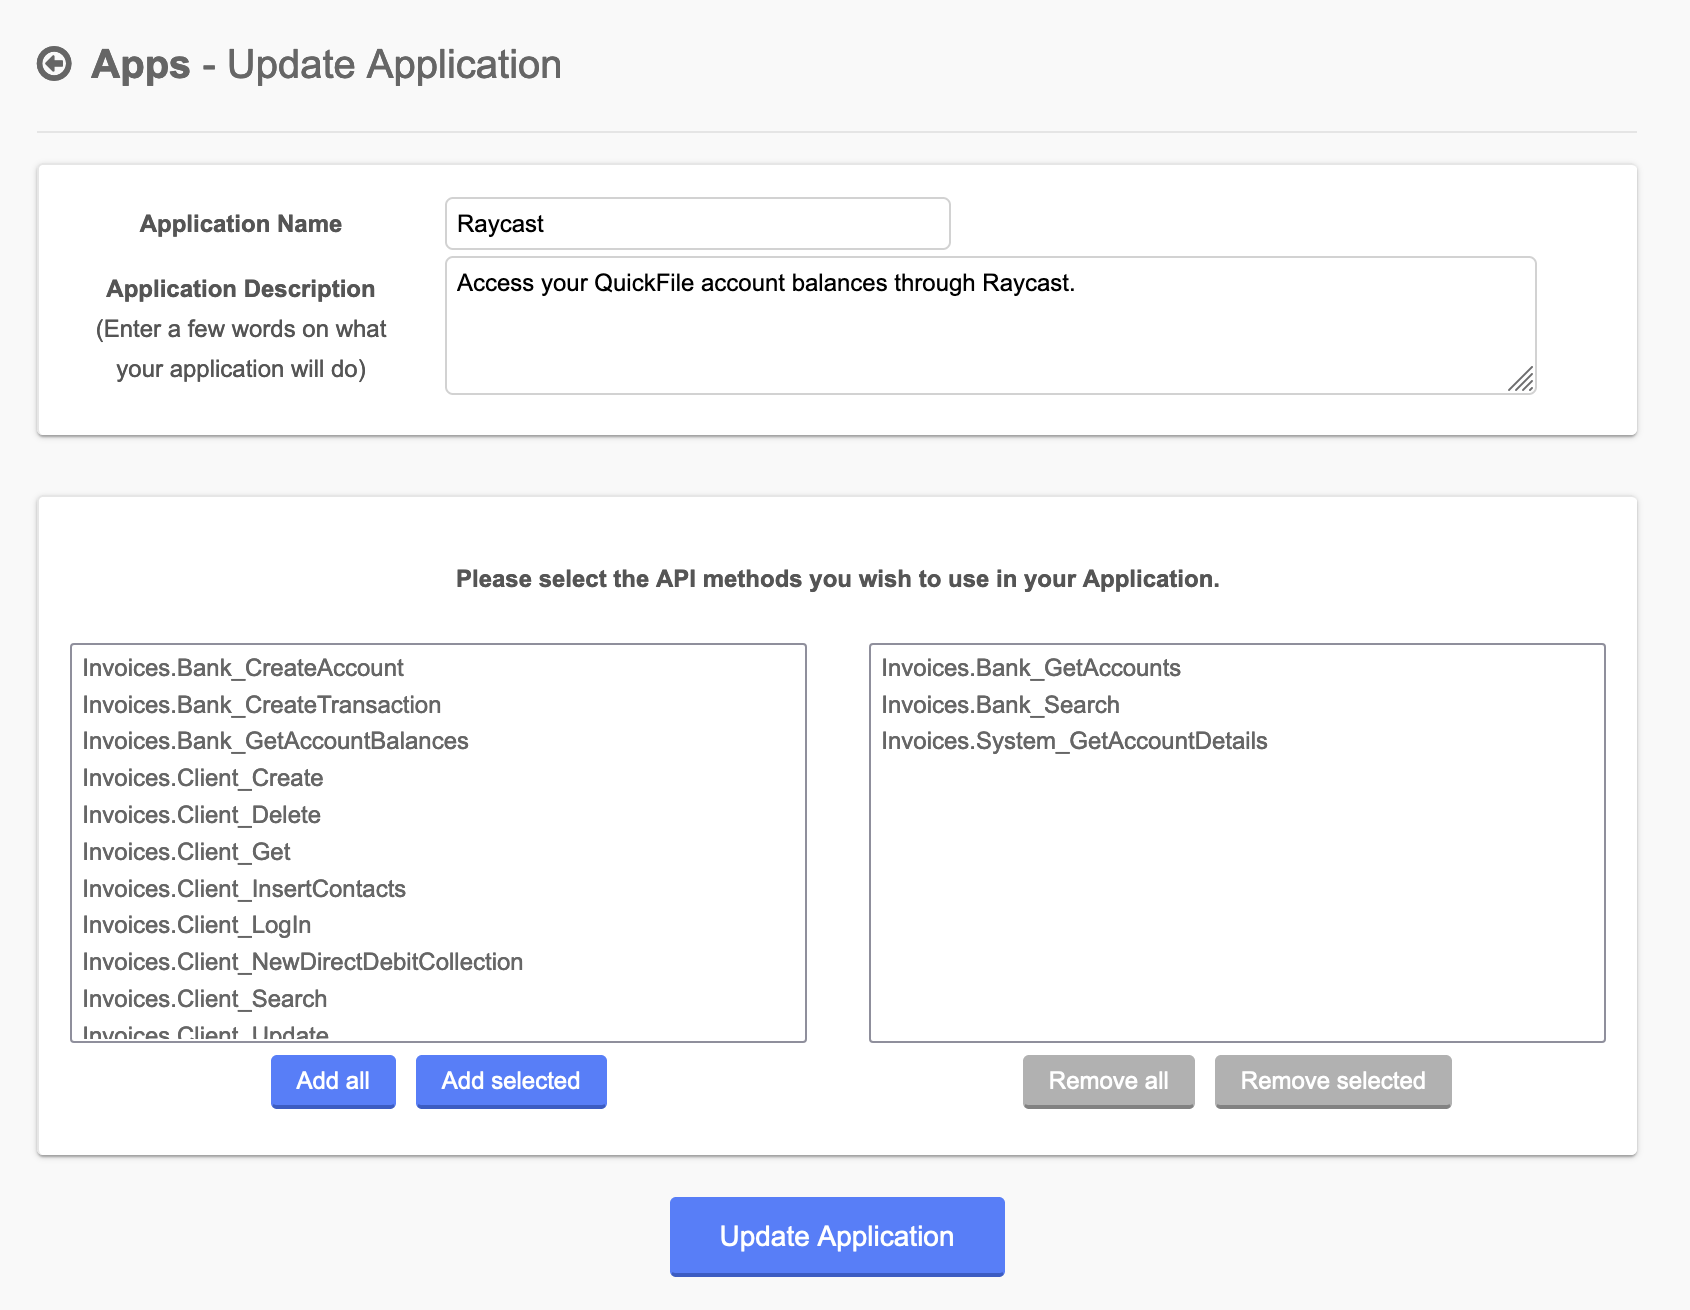 Apps - Update Application
Application Name
Raycast
Application Description
(Enter a few words on what
your application will do)
Access your QuickFile account balances through Raycast.
Please select the API methods you wish to use in your Application.
Invoices.Bank_CreateAccount
Invoices.Bank_CreateTransaction
Invoices.Bank_GetAccountBalances
Invoices.Client_Create
Invoices.Client_Delete
Invoices.Client_Get
Invoices.Client_InsertContacts
Invoices.Client_LogIn
Invoices.Client_NewDirectDebitCollection
Invoices.Client_Search
Invoices.Client_Update
Invoices.Bank_GetAccounts
Invoices.Bank_Search
Invoices.System_GetAccountDetails
Add all
Add selected
Remove all
Remove selected
Update Application